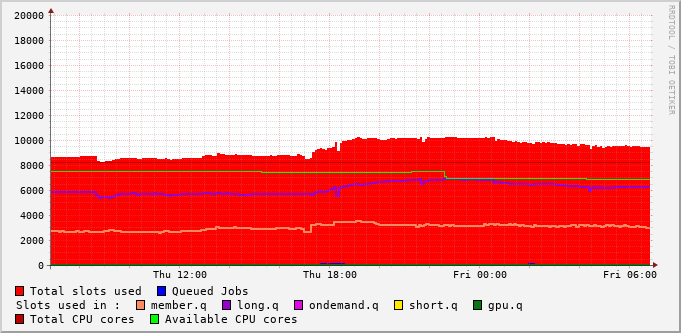 RRDTOOL / TOBI OETIKER
20000
18000
16000
14000
12000
10000
8000
6000
4000
2000
0
Thu 12:00 Thu 18:00 Fri 00:00 Fri 06:00
Total slots used Queued Jobs
Slots used in : member.q long.q ondemand.q short.q gpu.q
Total CPU cores Available CPU cores